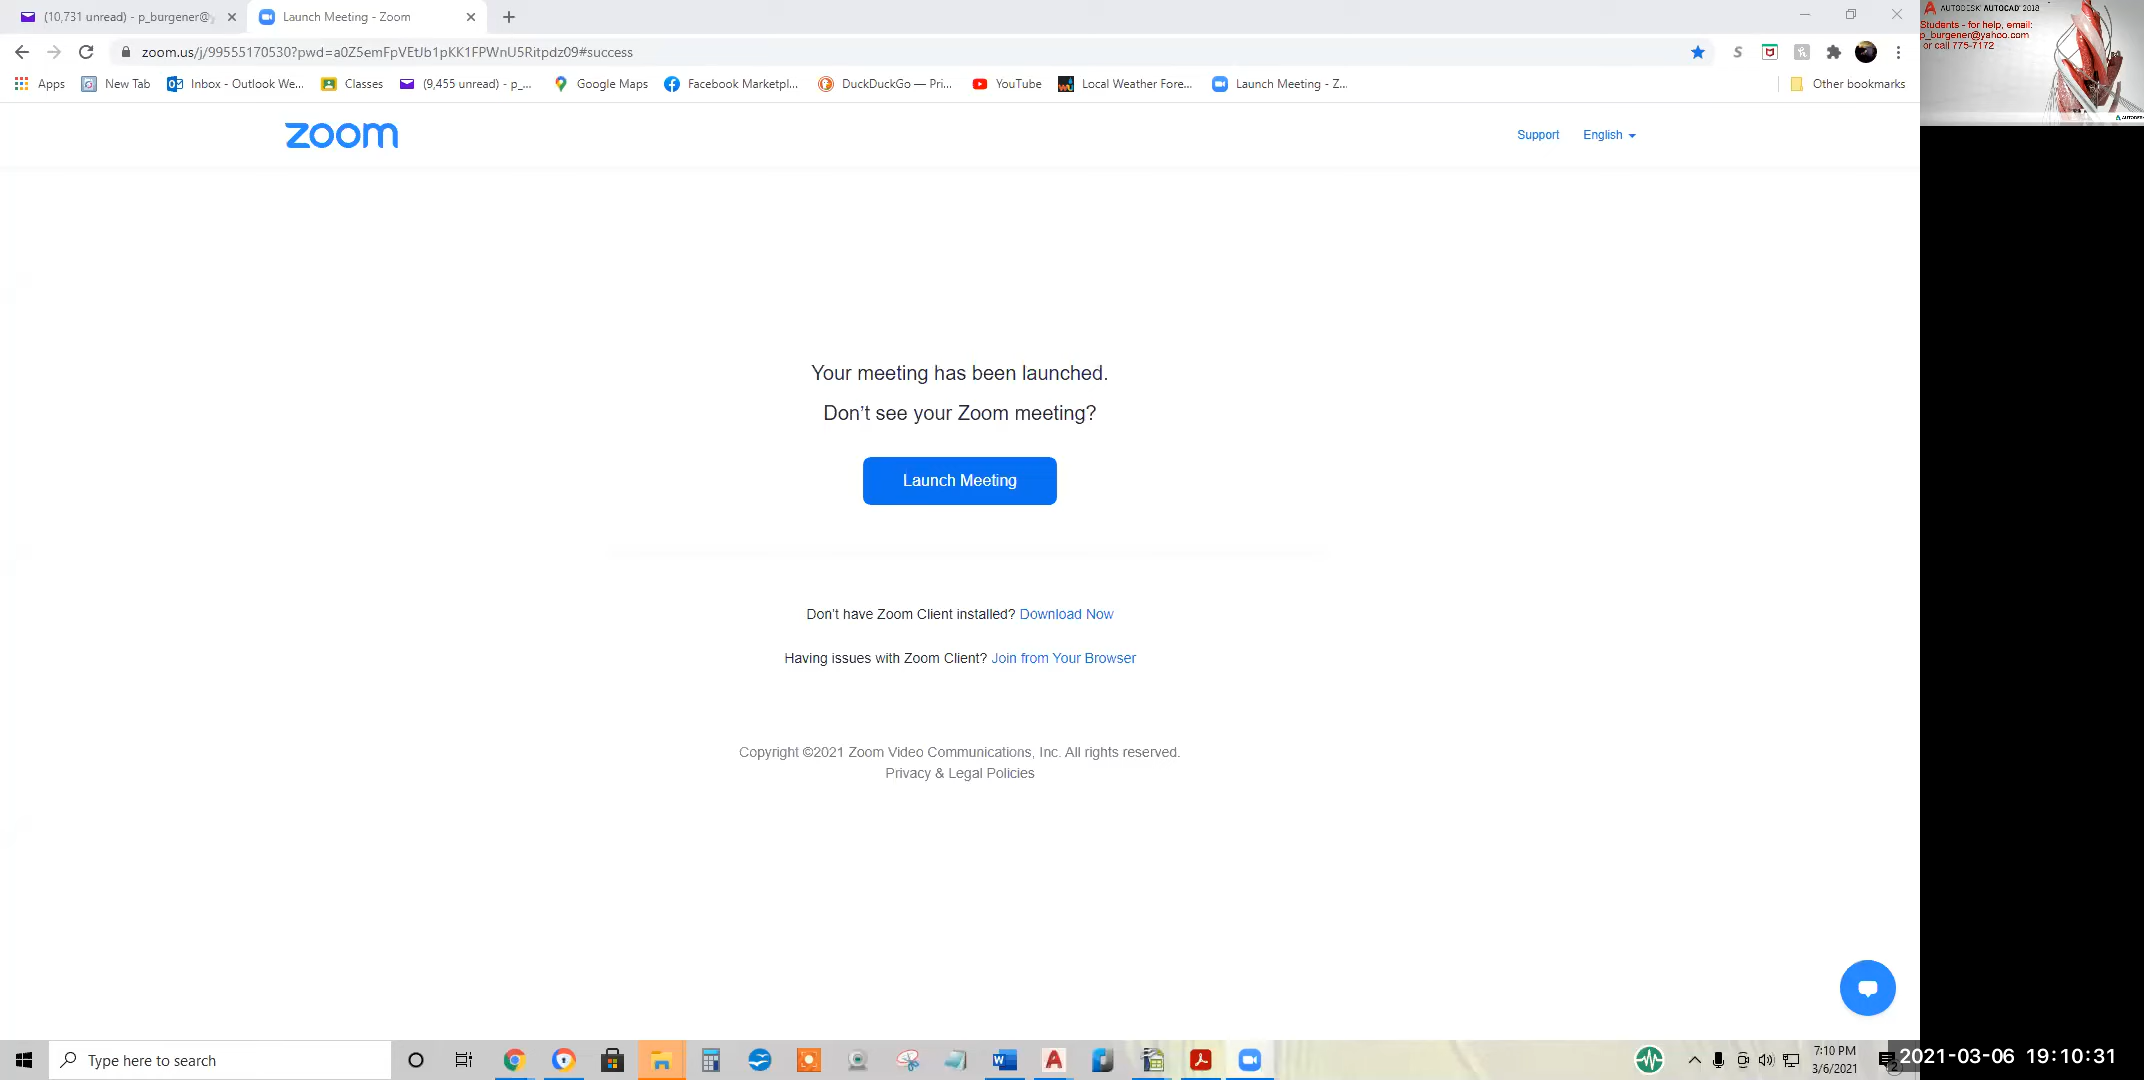 (10,731 unread) - p_burgener@y
Launch Meeting - Zoom
zoom.us/j/99555170530?pwd=a0Z5emFpVEtJb1pKK1FPWnU5Ritpdz09#success
Apps
New Tab
Inbox - Outlook We...
Classes
(9,455 unread) - p_...
Google Maps
Facebook Marketpl...
DuckDuckGo — Pri...
YouTube
Local Weather Fore...
Launch Meeting - Z...
Other bookmarks
AUTODESK AUTOCAD 2018
Students - for help, email:
p_burgener@yahoo.com
or call 775-7172
AUTODESK
zoom
Support
English
Your meeting has been launched.
Don't see your Zoom meeting?
Launch Meeting
Don't have Zoom Client installed? Download Now
Having issues with Zoom Client? Join from Your Browser
Copyright ©2021 Zoom Video Communications, Inc. All rights reserved.
Privacy & Legal Policies
Type here to search
7:10 PM
3/6/2021
2
2021-03-06 19:10:31